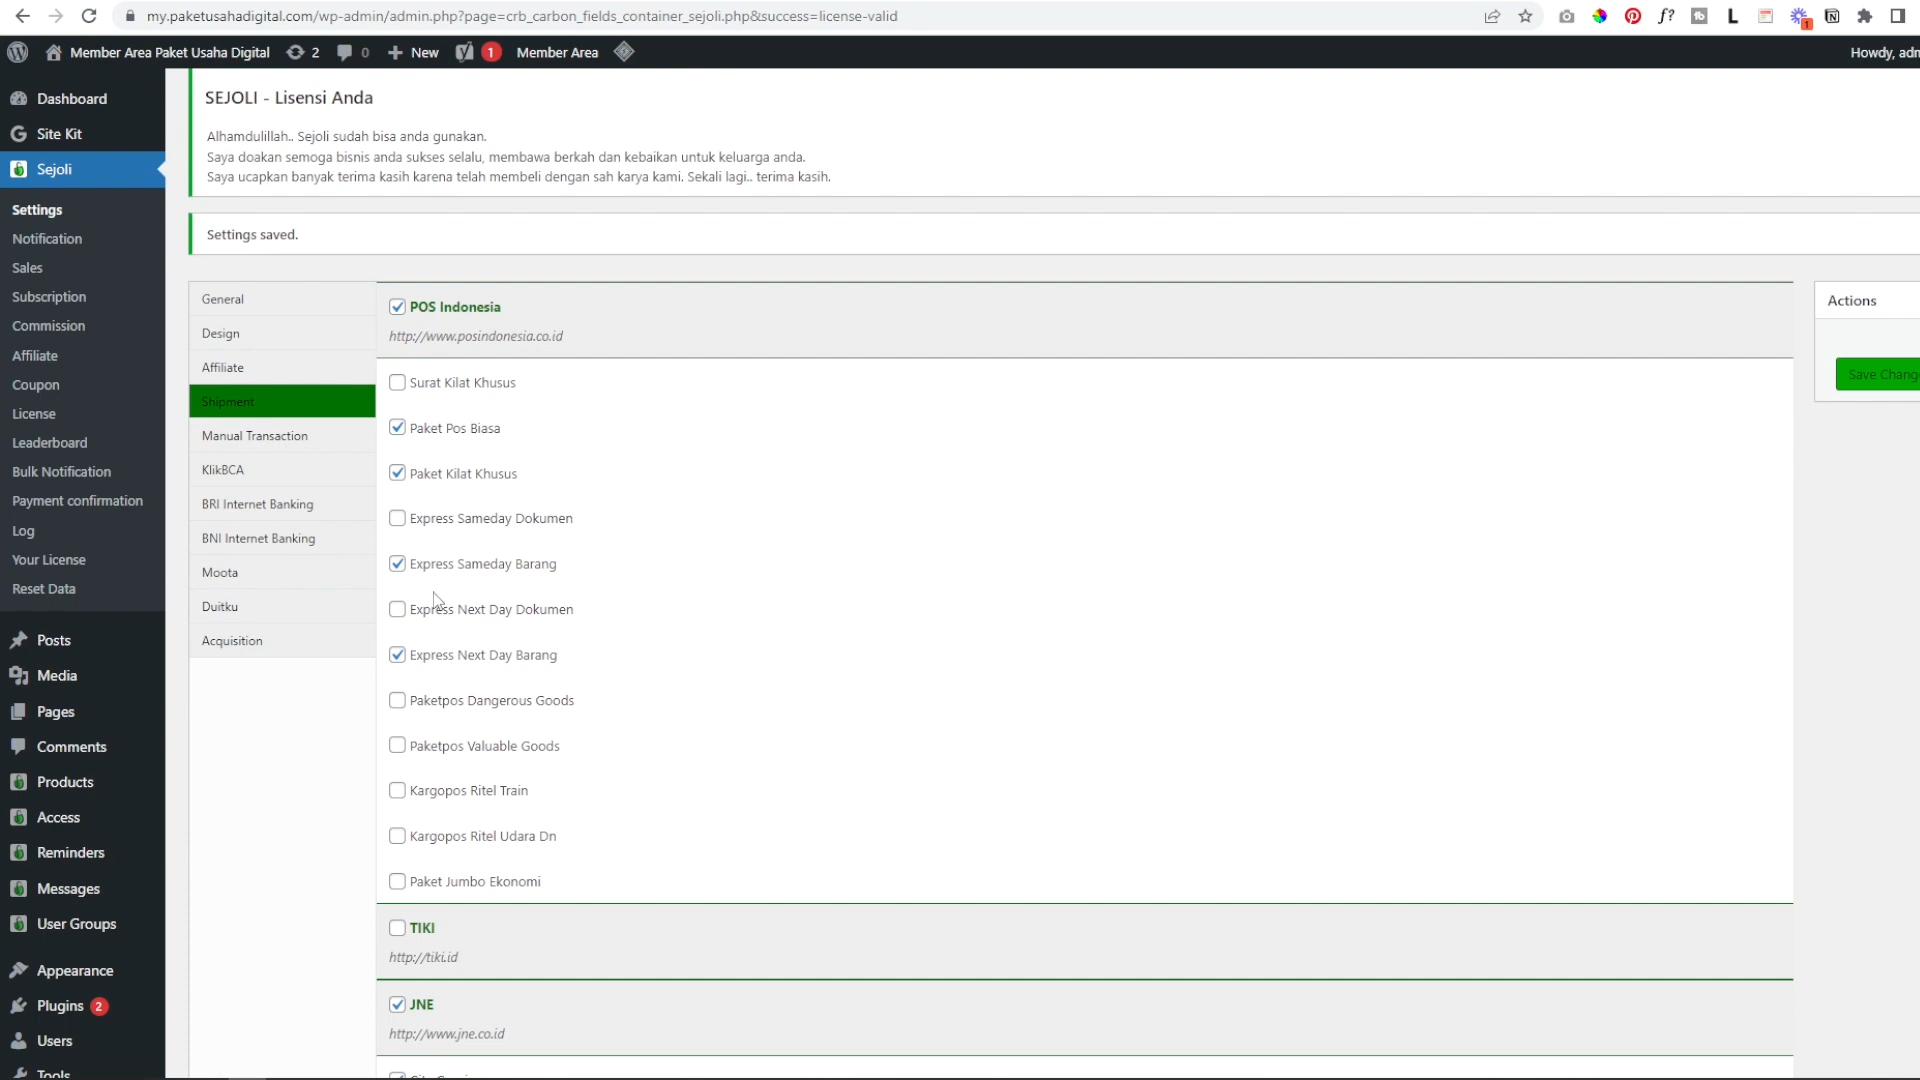 my.paketusahadigital.com/wp-admin/admin.php?page=crb_carbon_fields_container_sejoli.php&success=license-valid
Member Area Paket Usaha Digital 2 0 New 1 Member Area
Howdy, adm
Dashboard
Site Kit
Sejoli
Settings
Notification
Sales
Subscription
Commission
Affiliate
Coupon
License
Leaderboard
Bulk Notification
Payment confirmation
Log
Your License
Reset Data
Posts
Media
Pages
Comments
Products
Access
Reminders
Messages
User Groups
Appearance
Plugins 2
Users
Tools
SEJOLI - Lisensi Anda
Alhamdulillah.. Sejoli sudah bisa anda gunakan.
Saya doakan semoga bisnis anda sukses selalu, membawa berkah dan kebaikan untuk keluarga anda.
Saya ucapkan banyak terima kasih karena telah membeli dengan sah karya kami. Sekali lagi.. terima kasih.
Settings saved.
General
Design
Affiliate
Shipment
Manual Transaction
KlikBCA
BRI Internet Banking
BNI Internet Banking
Moota
Duitku
Acquisition
POS Indonesia
http://www.posindonesia.co.id
Surat Kilat Khusus
Paket Pos Biasa
Paket Kilat Khusus
Express Sameday Dokumen
Express Sameday Barang
Express Next Day Dokumen
Express Next Day Barang
Paketpos Dangerous Goods
Paketpos Valuable Goods
Kargopos Ritel Train
Kargopos Ritel Udara Dn
Paket Jumbo Ekonomi
TIKI
http://tiki.id
JNE
http://www.jne.co.id
Actions
Save Chang